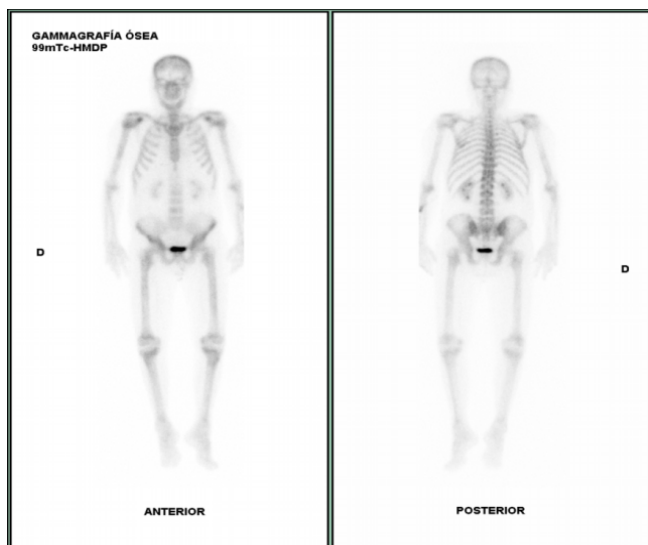 GAMMAGRAFÍA ÓSEA
99mTc-HMDP
D
D
ANTERIOR
POSTERIOR